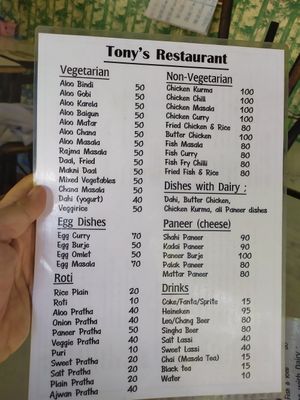 Tony's Restaurant
Vegetarian
Aloo Bindi 50
Aloo Gobi 50
Aloo Karela 50
Aloo Baigun 50
Aloo Matar 50
Aloo Chana 50
Aloo Masala 50
Rajma Masala 50
Daal, Fried 50
Makni Daal 50
Mixed Vegetables 50
Chana Masala 50
Dahi (yogurt) 40
Veggirice 50
Egg Dishes
Egg Curry 70
Egg Burje 50
Egg Omlet 50
Egg Masala 70
Roti
Rice Plain 20
Roti 10
Aloo Pratha 40
Onion Pratha 40
Paneer Pratha 50
Veggie Pratha 40
Puri 10
Sweet Pratha 20
Salt Pratha 20
Plain Pratha 20
Ajwan Pratha 40
Non-Vegetarian
Chicken Kurma 100
Chicken Chili 100
Chicken Masala 100
Chicken Curry 100
Fried Chicken & Rice 80
Butter Chicken 100
Fish Masala 80
Fish Curry 80
Fish Fry Chilli 80
Fried Fish & Rice 80
Dishes with Dairy :
Dahi, Butter Chicken,
Chicken Kurma, all Paneer dishes
Paneer (cheese)
Shahi Paneer 90
Kadai Paneer 90
Paneer Burje 100
Palak Paneer 80
Mattar Paneer 80
Drinks
Coke/Fanta/Sprite 15
Heineken 95
Leo/Chang Beer 80
Singha Beer 80
Salt Lassi 40
Sweet Lassi 40
Chai (Masala Tea) 15
Black tea 15
Water 10